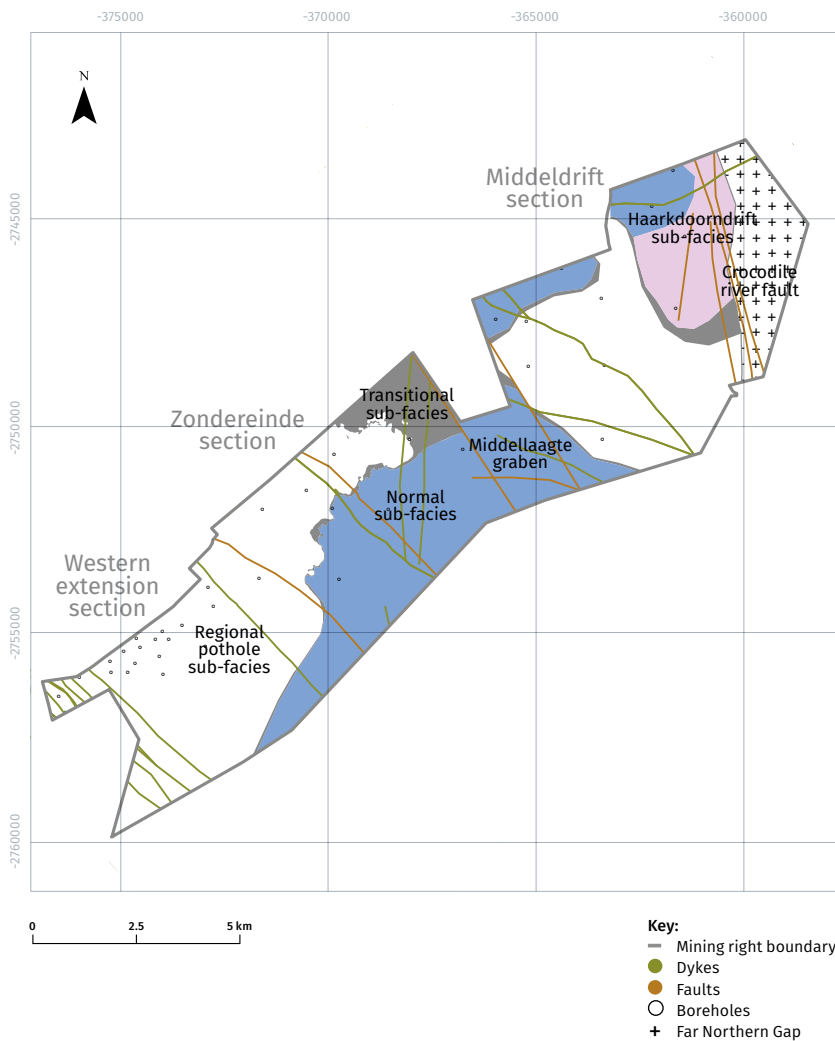 -375000
-370000
-365000
-360000
N
Middeldrift
section
-2745000
Haarkdoorndrift
sub-facies
Crocodile
river fault
Transitional
sub-facies
Zondereinde
section
-2750000
Middellaagte
graben
Normal
sub-facies
Western
extension
section
-2755000
Regional
pothole
sub-facies
-2760000
0
2.5
5 km
Key:
Mining right boundary
Dykes
Faults
Boreholes
Far Northern Gap